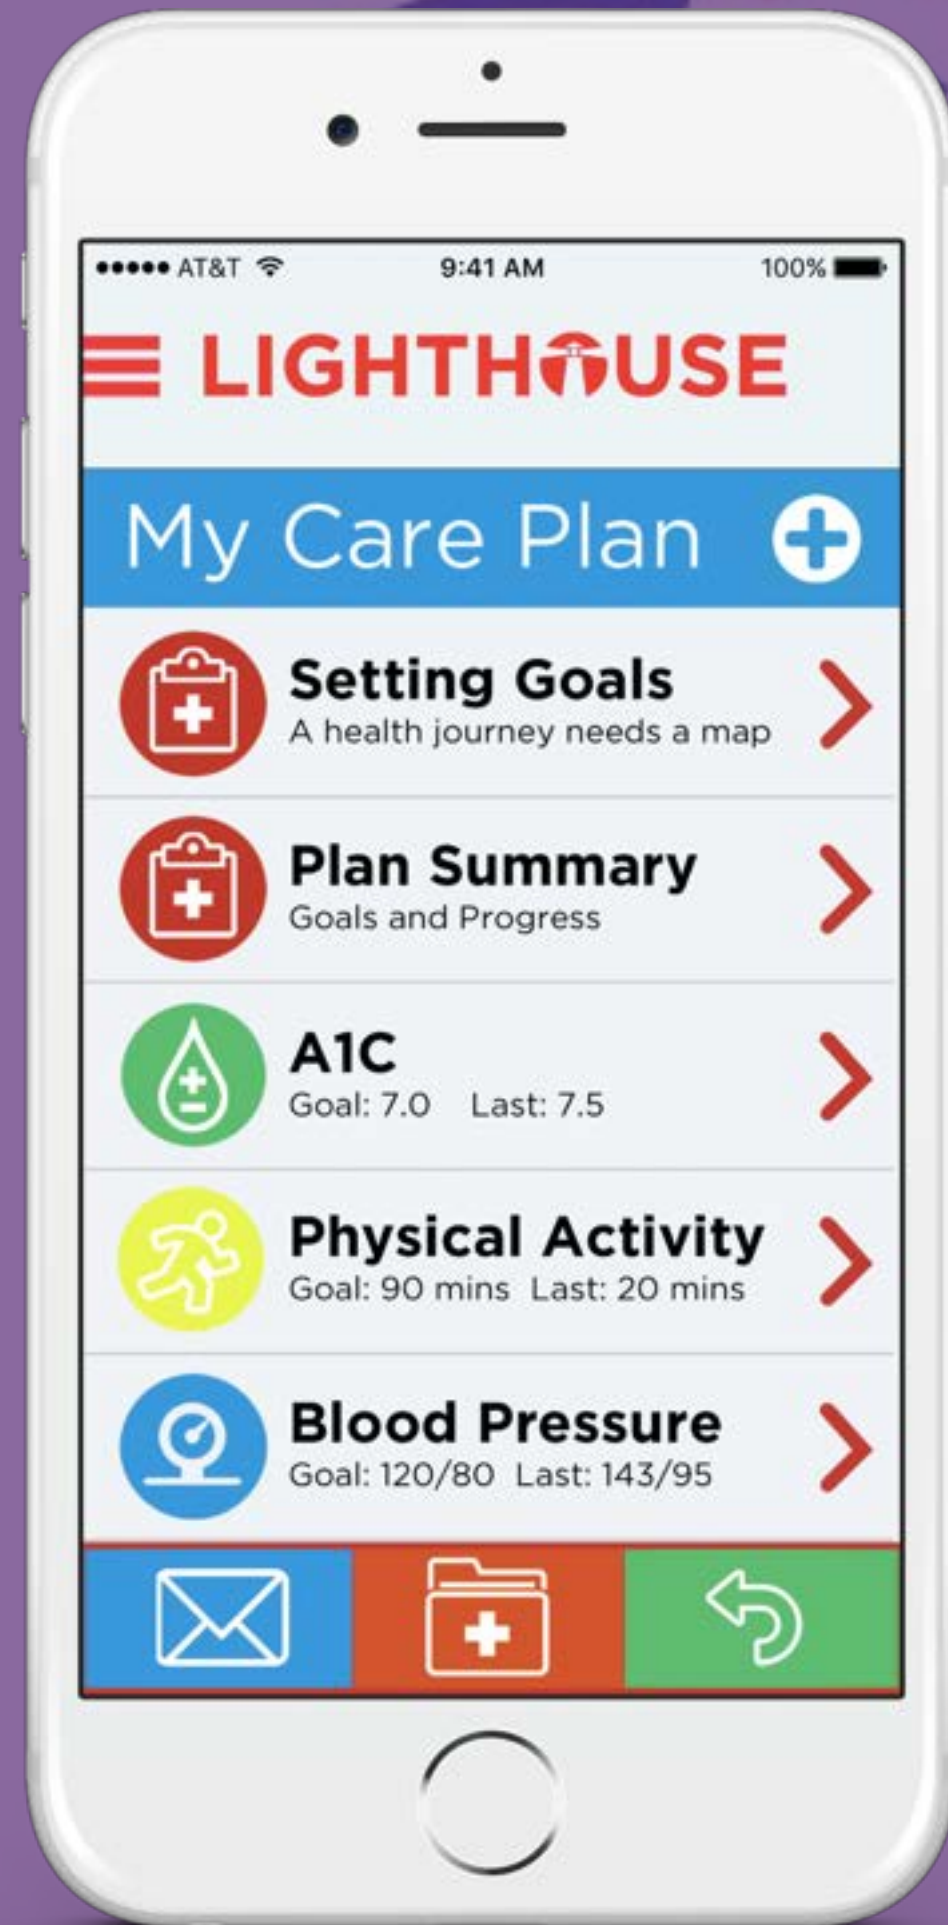 AT&T 9:41 AM 100%
LIGHTHOUSE
My Care Plan
Setting Goals
A health journey needs a map
Plan Summary
Goals and Progress
A1C
Goal: 7.0 Last: 7.5
Physical Activity
Goal: 90 mins Last: 20 mins
Blood Pressure
Goal: 120/80 Last: 143/95